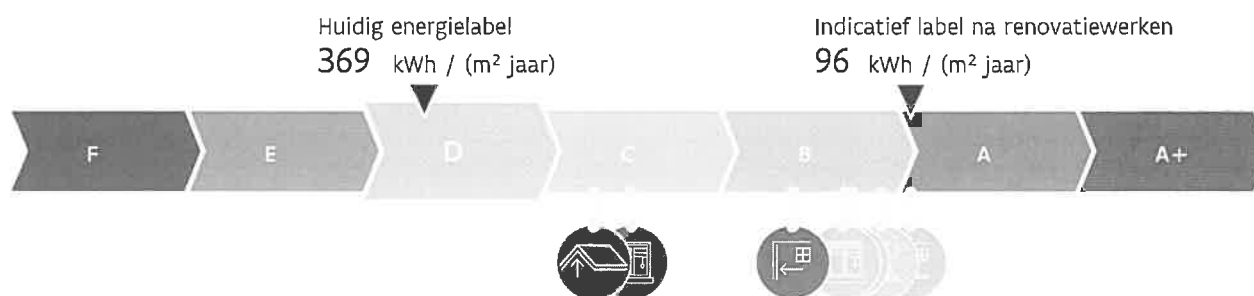 Huidig energielabel
369 kWh / (m² jaar)
Indicatief label na renovatiewerken
96 kWh / (m² jaar)
F E D C B A A+